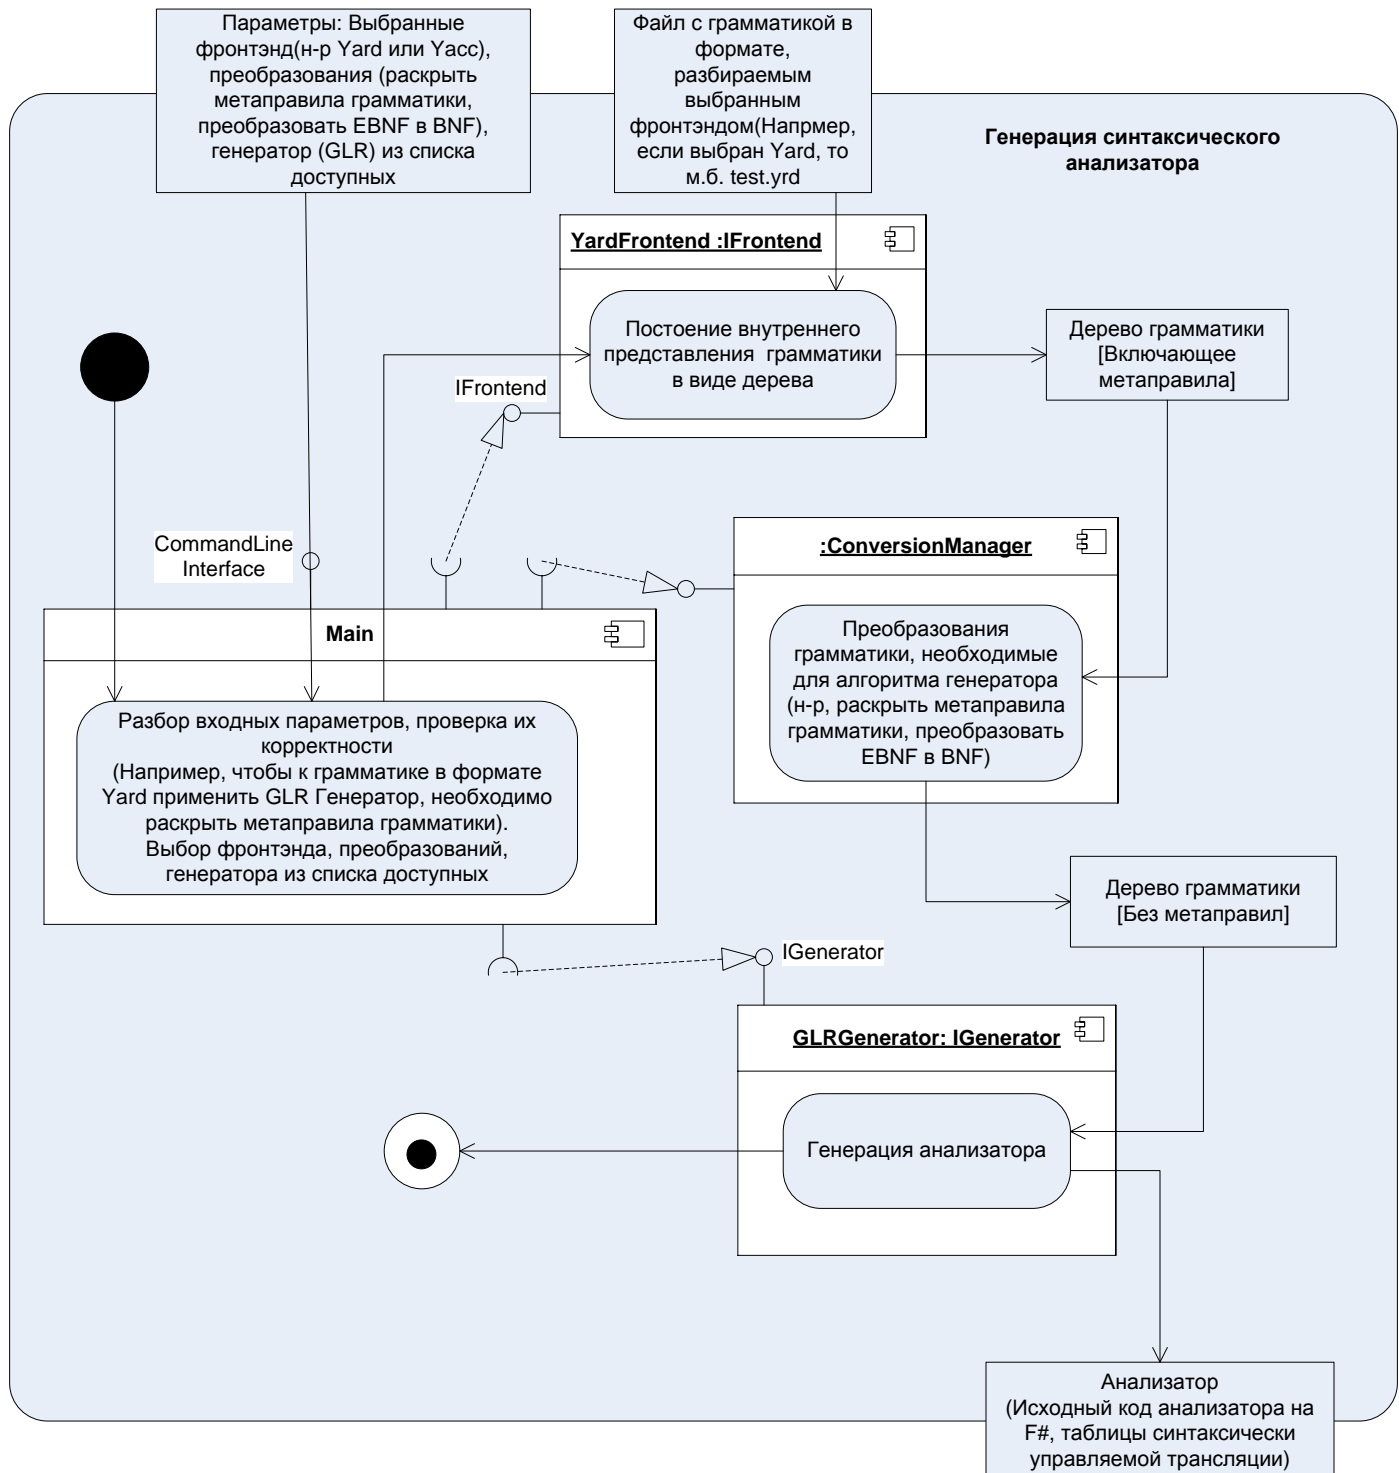 Параметры: Выбранные
фронтэнд(н-р Yard или Yacc),
преобразования (раскрыть
метаправила грамматики,
преобразовать EBNF в BNF),
генератор (GLR) из списка
доступных
Файл с грамматикой в
формате,
разбираемым
выбранным
фронтэндом(Напрмер,
если выбран Yard, то
м.б. test.yrd
Генерация синтаксического
анализатора
YardFrontend :IFrontend
Постоение внутреннего
представления грамматики
в виде дерева
Дерево грамматики
[Включающее
метаправила]
IFrontend
CommandLine
Interface
:ConversionManager
Преобразования
грамматики, необходимые
для алгоритма генератора
(н-р, раскрыть метаправила
грамматики, преобразовать
EBNF в BNF)
Main
Разбор входных параметров, проверка их
корректности
(Например, чтобы к грамматике в формате
Yard применить GLR Генератор, необходимо
раскрыть метаправила грамматики).
Выбор фронтэнда, преобразований,
генератора из списка доступных
Дерево грамматики
[Без метаправил]
IGenerator
GLRGenerator: IGenerator
Генерация анализатора
Анализатор
(Исходный код анализатора на
F#, таблицы синтаксически
управляемой трансляции)